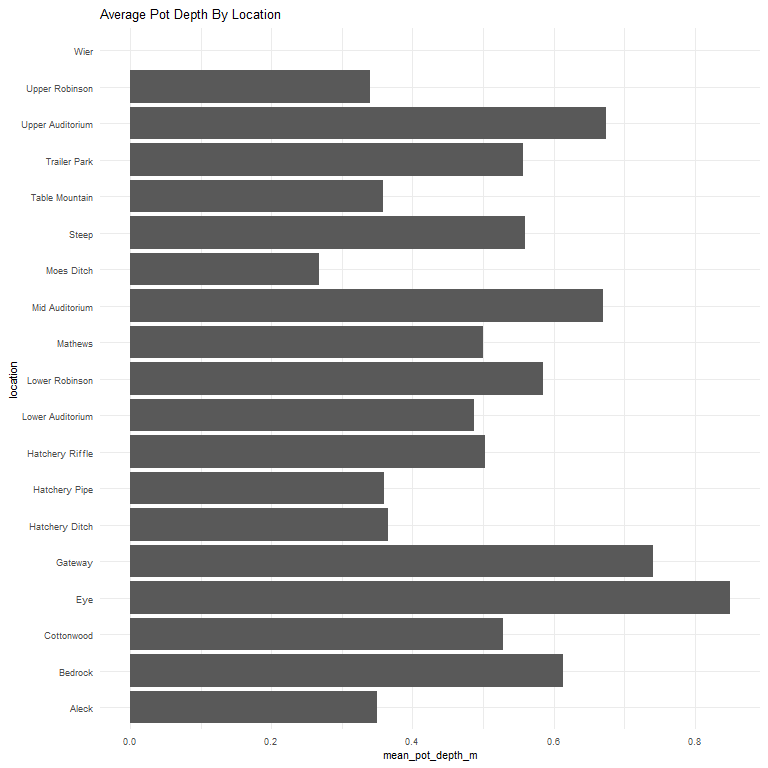 Average Pot Depth By Location
location
Wier
Upper Robinson
Upper Auditorium
Trailer Park
Table Mountain
Steep
Moes Ditch
Mid Auditorium
Mathews
Lower Robinson
Lower Auditorium
Hatchery Riffle
Hatchery Pipe
Hatchery Ditch
Gateway
Eye
Cottonwood
Bedrock
Aleck
0.0 0.2 0.4 0.6 0.8
mean_pot_depth_m